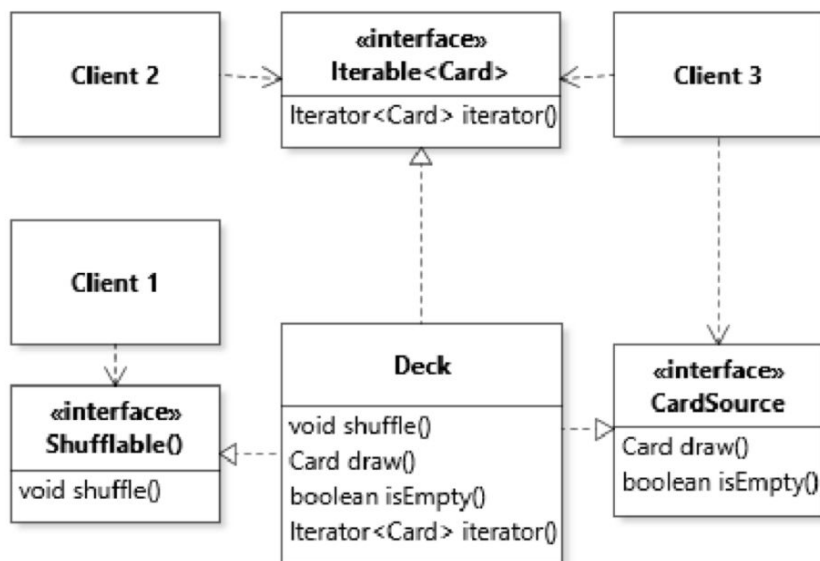 Client 2
«interface»
Iterable<Card>
Iterator<Card> iterator()
Client 3
Client 1
«interface»
Shufflable()
void shuffle()
Deck
void shuffle()
Card draw()
boolean isEmpty()
Iterator<Card> iterator()
«interface»
CardSource
Card draw()
boolean isEmpty()